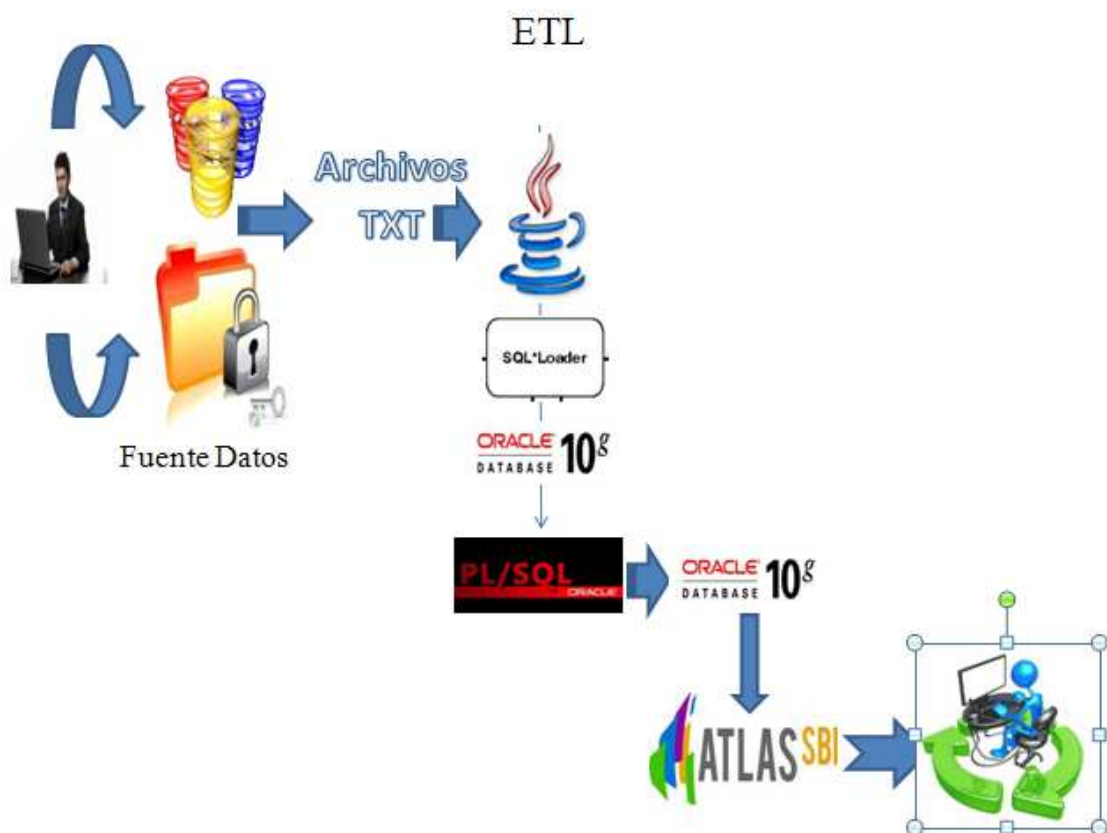 ETL
Archivos
TXT
Fuente Datos
SQL*Loader
ORACLE
DATABASE 10g
PL/SQL
ORACLE
ORACLE
DATABASE 10g
ATLAS SBI